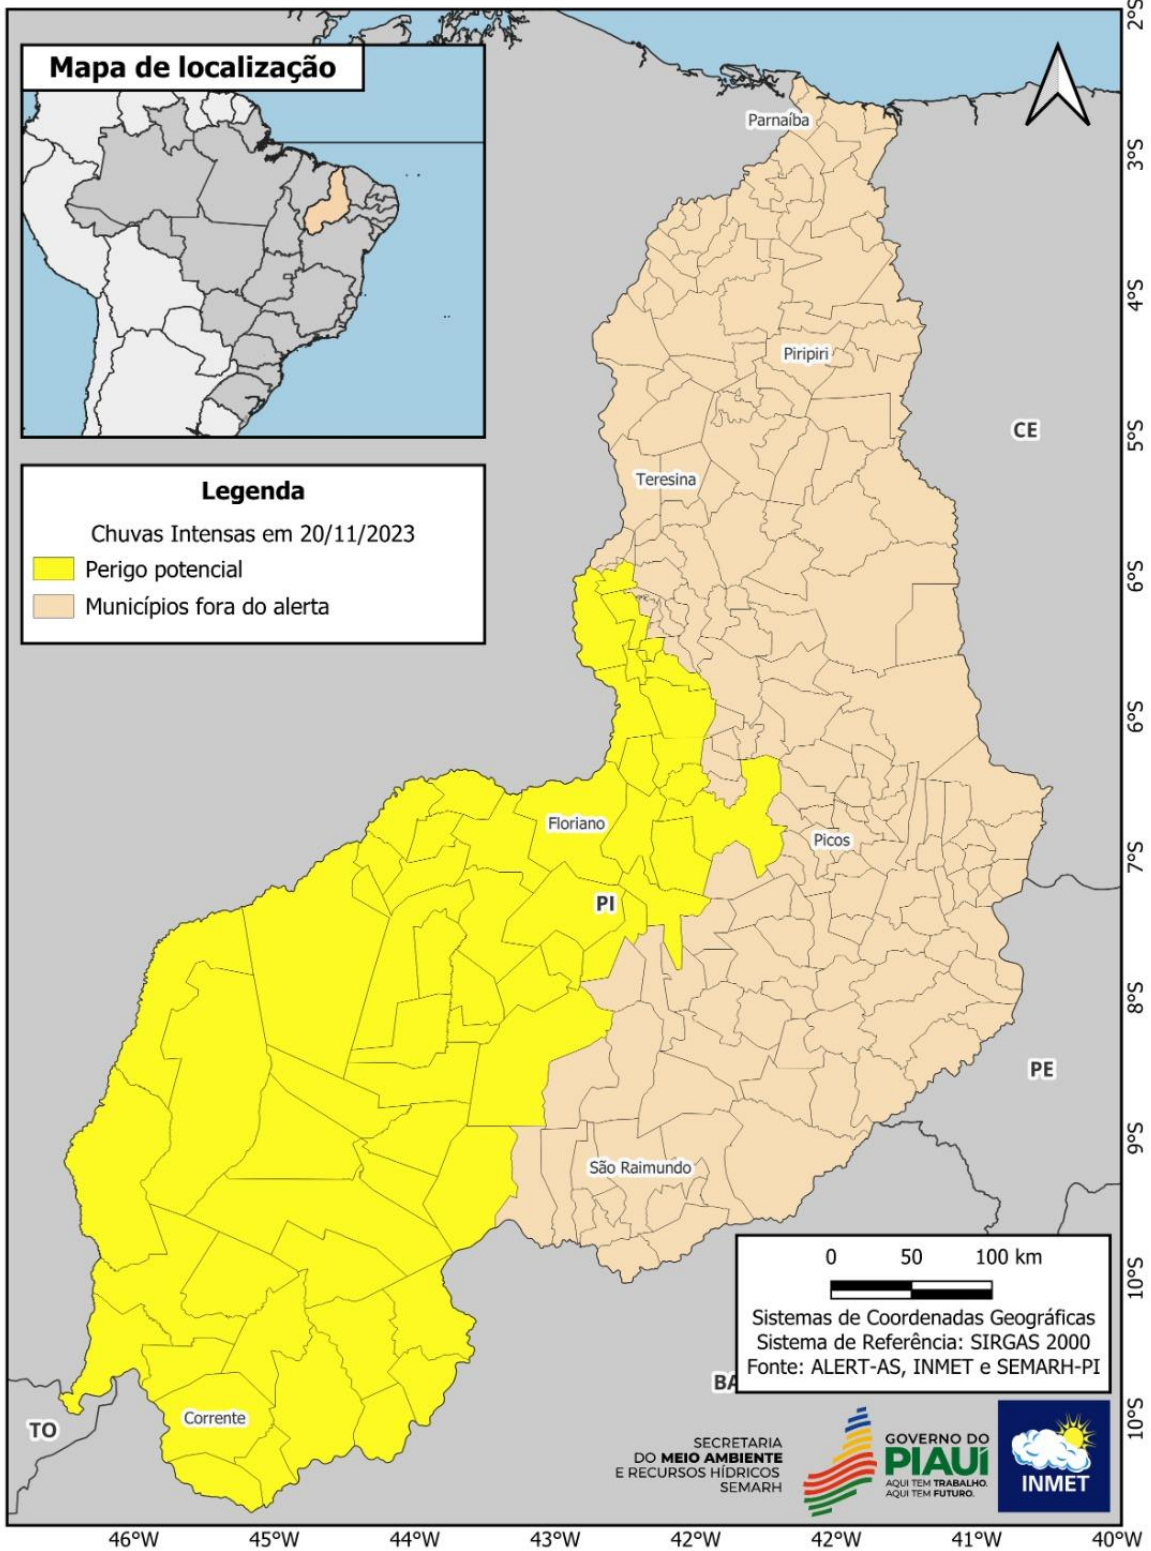 Mapa de localização
Legenda
Chuvas Intensas em 20/11/2023
Perigo potencial
Municípios fora do alerta
Parnaíba
Piripiri
CE
Teresina
Floriano
Picos
PI
PE
São Raimundo
Corrente
TO
BA
2°S
3°S
4°S
5°S
6°S
6°S
7°S
8°S
9°S
10°S
10°S
0 50 100 km
Sistemas de Coordenadas Geográficas
Sistema de Referência: SIRGAS 2000
Fonte: ALERT-AS, INMET e SEMARH-PI
SECRETARIA
DO MEIO AMBIENTE
E RECURSOS HÍDRICOS
SEMARH
GOVERNO DO
PIAUÍ
AQUI TEM TRABALHO.
AQUI TEM FUTURO.
INMET
46°W 45°W 44°W 43°W 42°W 42°W 41°W 40°W